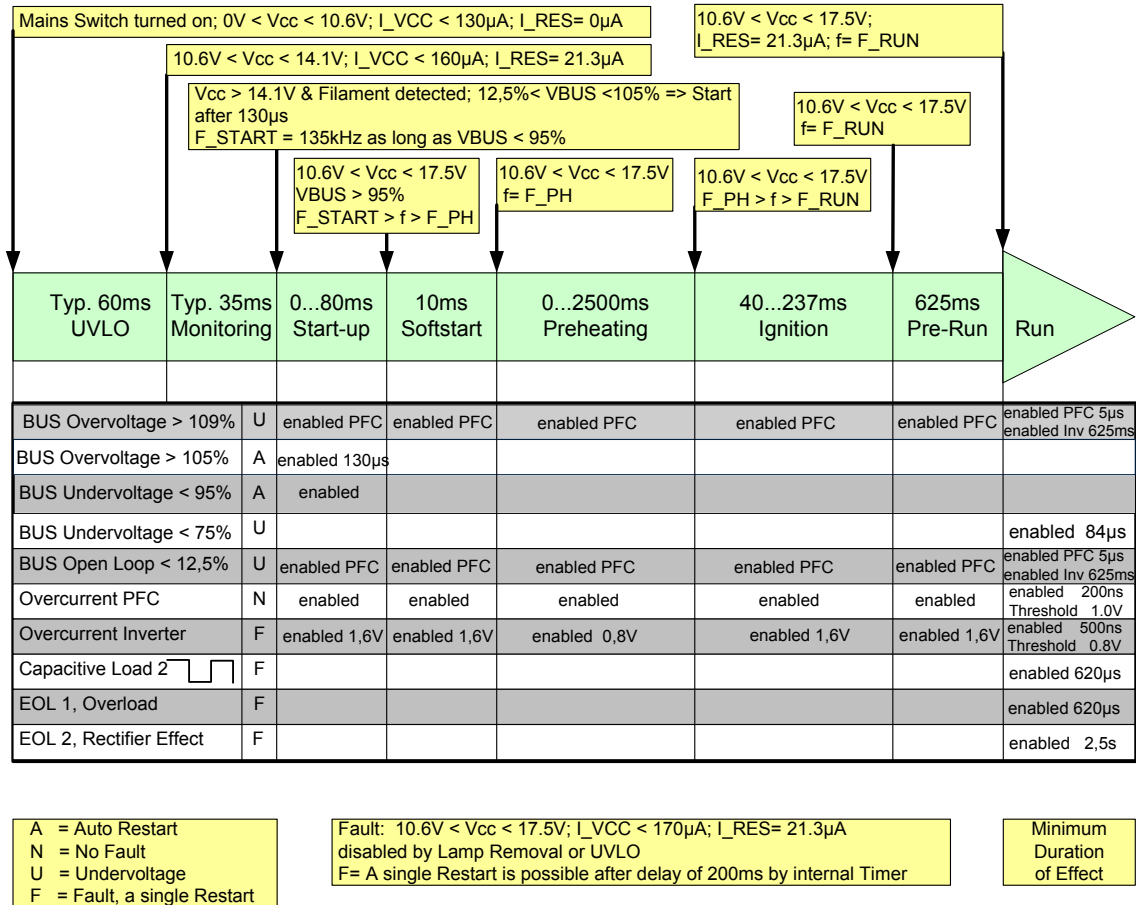 Mains Switch turned on; 0V < Vcc < 10.6V; I_VCC < 130µA; I_RES= 0µA
10.6V < Vcc < 17.5V;
I_RES= 21.3µA; f= F_RUN
10.6V < Vcc < 14.1V; I_VCC < 160µA; I_RES= 21.3µA
Vcc > 14.1V & Filament detected; 12,5%< VBUS <105% => Start
after 130µs
F_START = 135kHz as long as VBUS < 95%
10.6V < Vcc < 17.5V
f= F_RUN
10.6V < Vcc < 17.5V
VBUS > 95%
F_START > f > F_PH
10.6V < Vcc < 17.5V
f= F_PH
10.6V < Vcc < 17.5V
F_PH > f > F_RUN
Typ. 60ms
UVLO
Typ. 35ms
Monitoring
0...80ms
Start-up
10ms
Softstart
0...2500ms
Preheating
40...237ms
Ignition
625ms
Pre-Run
Run
BUS Overvoltage > 109% U enabled PFC enabled PFC enabled PFC enabled PFC enabled PFC enabled PFC 5µs
enabled Inv 625ms
BUS Overvoltage > 105% A enabled 130µs
BUS Undervoltage < 95% A enabled
BUS Undervoltage < 75% U enabled 84µs
BUS Open Loop < 12,5% U enabled PFC enabled PFC enabled PFC enabled PFC enabled PFC enabled PFC 5µs
enabled Inv 625ms
Overcurrent PFC N enabled enabled enabled enabled enabled enabled 200ns
Threshold 1.0V
Overcurrent Inverter F enabled 1,6V enabled 1,6V enabled 0,8V enabled 1,6V enabled 1,6V enabled 500ns
Threshold 0.8V
Capacitive Load 2 F enabled 620µs
EOL 1, Overload F enabled 620µs
EOL 2, Rectifier Effect F enabled 2,5s
A = Auto Restart
N = No Fault
U = Undervoltage
F = Fault, a single Restart
Fault: 10.6V < Vcc < 17.5V; I_VCC < 170µA; I_RES= 21.3µA
disabled by Lamp Removal or UVLO
F= A single Restart is possible after delay of 200ms by internal Timer
Minimum
Duration
of Effect